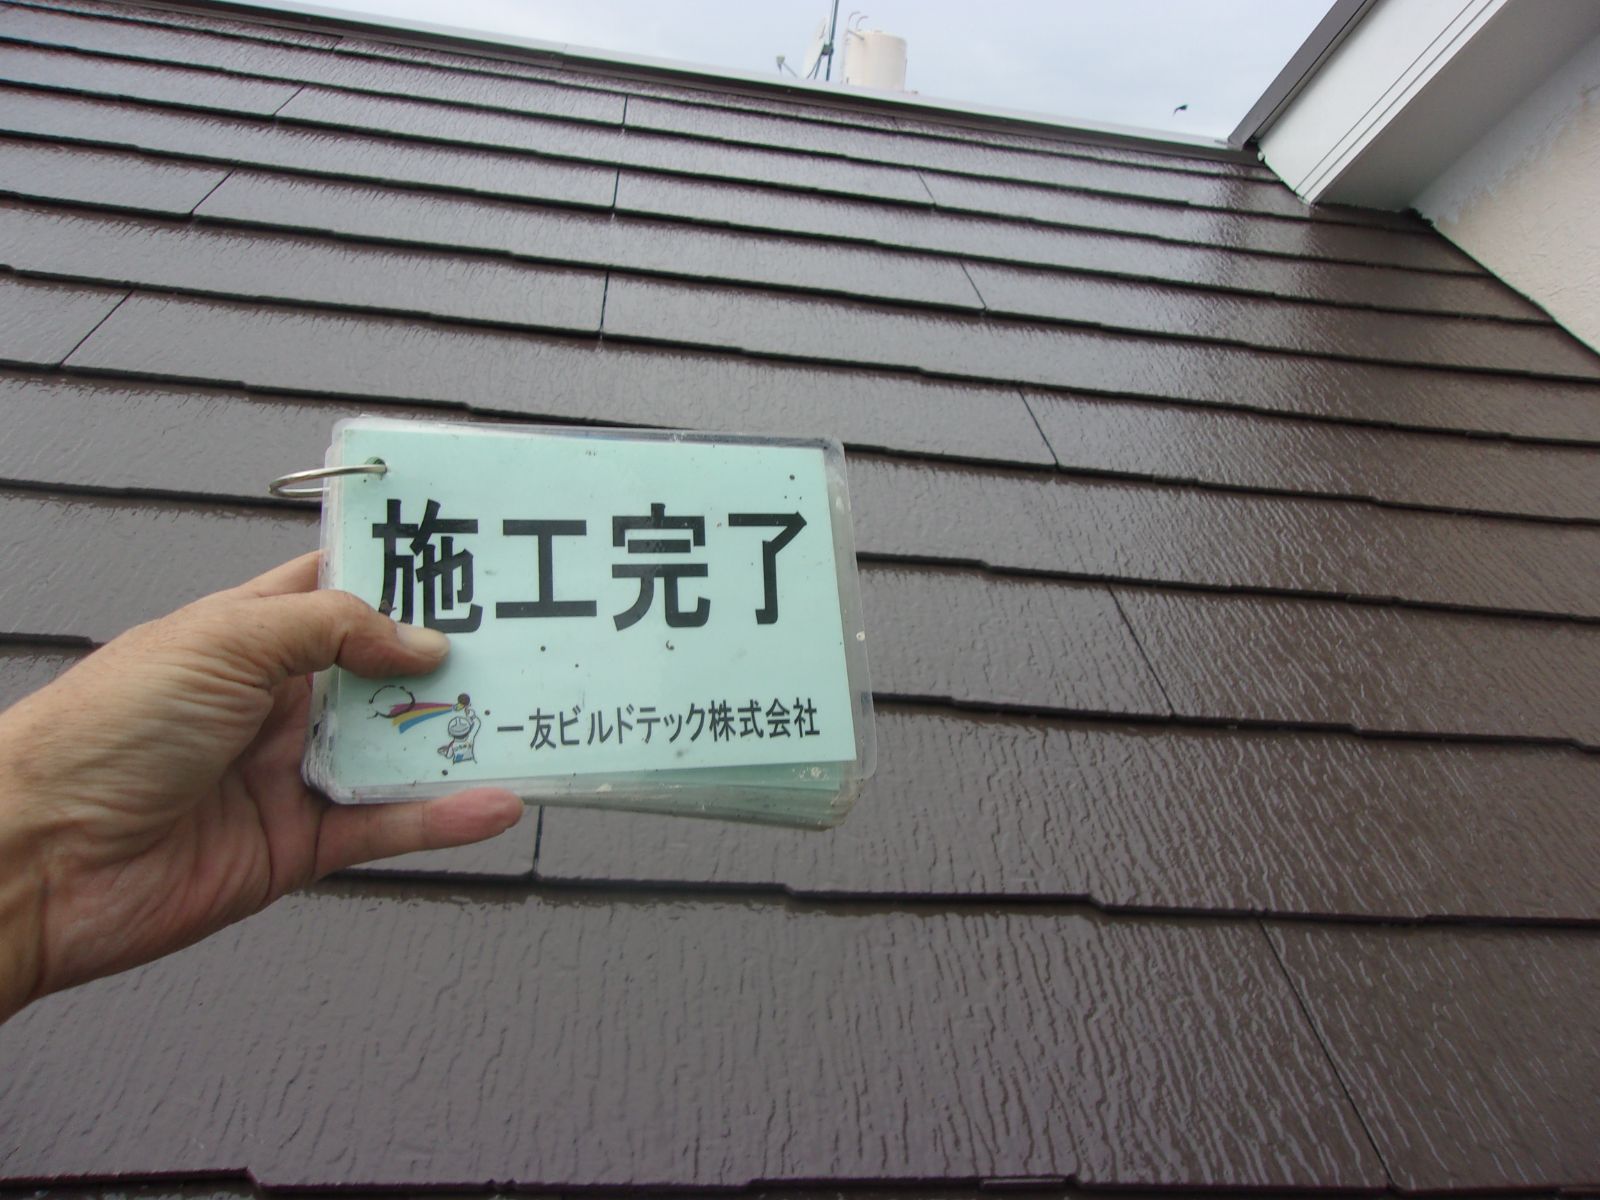 施工完了
一友ビルドテック株式会社